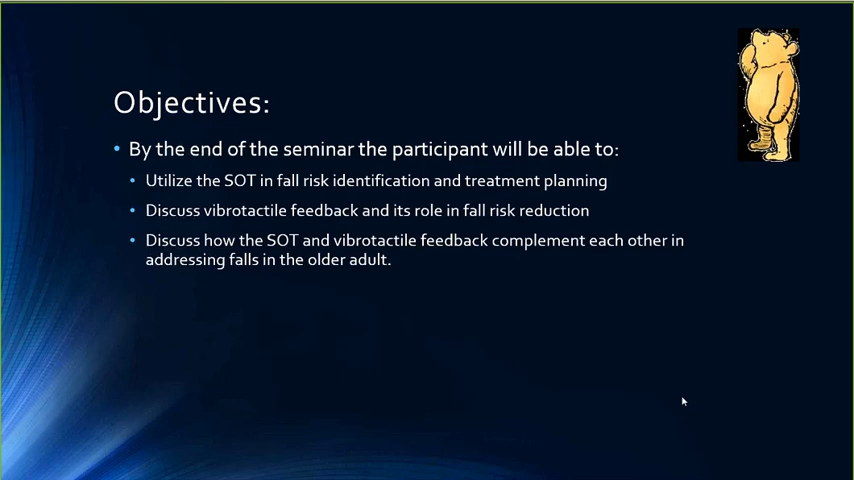 Objectives:
• By the end of the seminar the participant will be able to:
• Utilize the SOT in fall risk identification and treatment planning
• Discuss vibrotactile feedback and its role in fall risk reduction
• Discuss how the SOT and vibrotactile feedback complement each other in
addressing falls in the older adult.